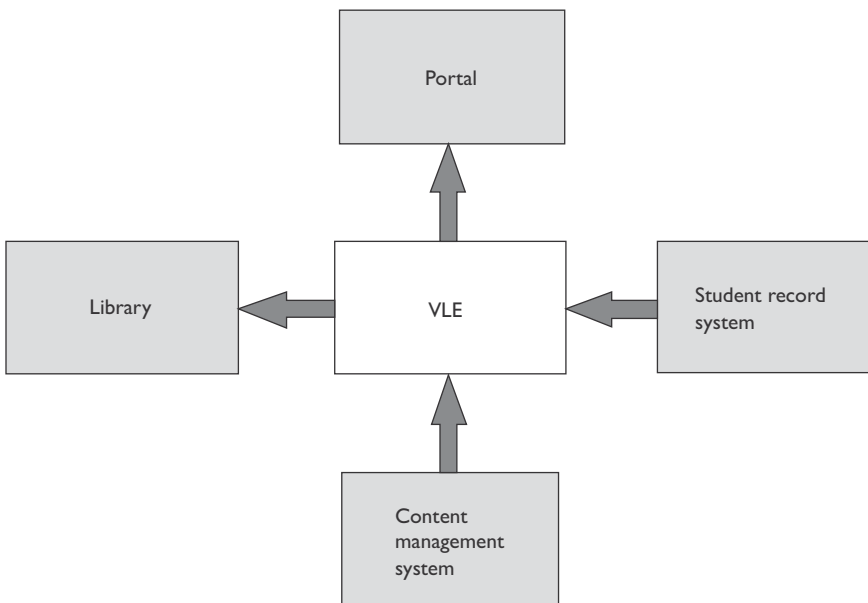 Portal
Library
VLE
Student record
system
Content
management
system